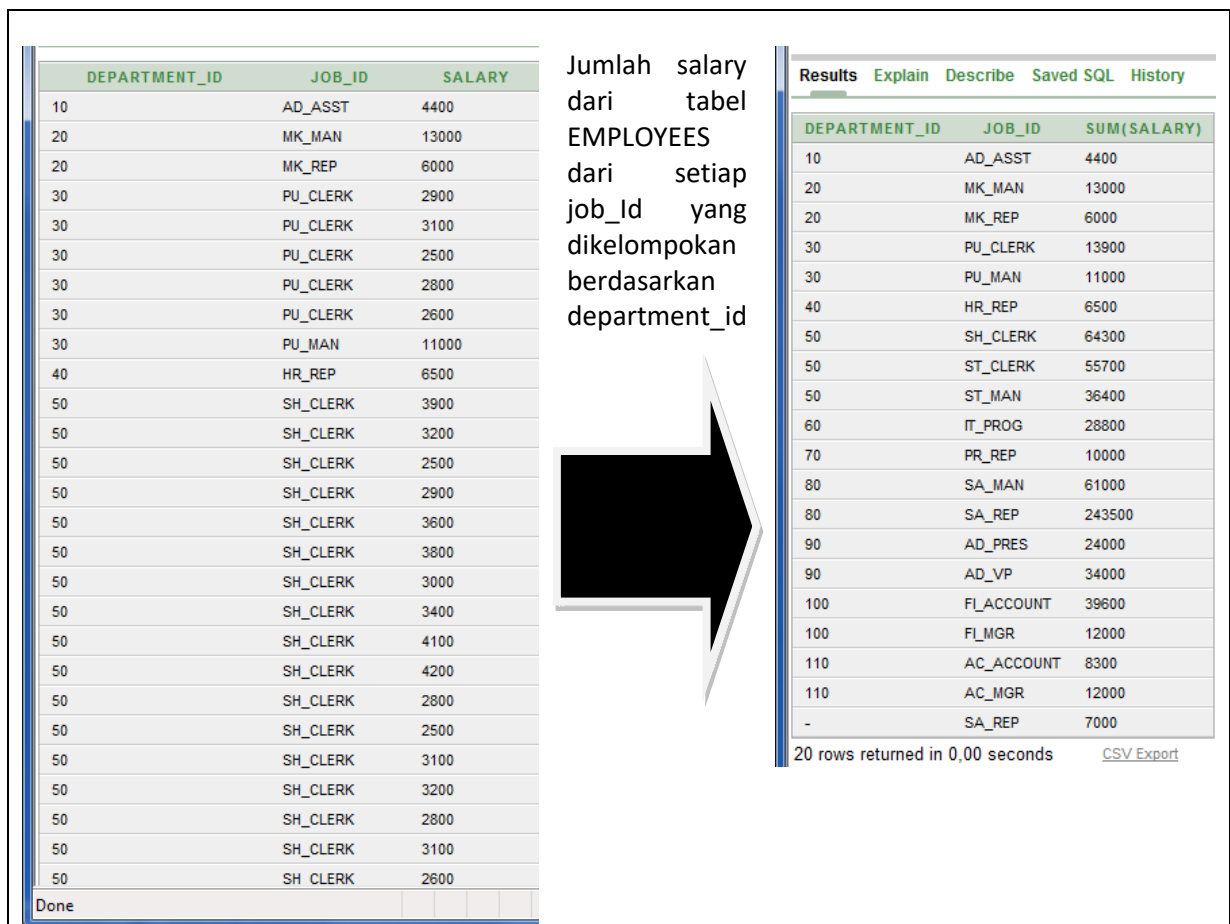 DEPARTMENT_ID JOB_ID SALARY
10 AD_ASST 4400
20 MK_MAN 13000
20 MK_REP 6000
30 PU_CLERK 2900
30 PU_CLERK 3100
30 PU_CLERK 2500
30 PU_CLERK 2800
30 PU_CLERK 2600
30 PU_MAN 11000
40 HR_REP 6500
50 SH_CLERK 3900
50 SH_CLERK 3200
50 SH_CLERK 2500
50 SH_CLERK 2900
50 SH_CLERK 3600
50 SH_CLERK 3800
50 SH_CLERK 3000
50 SH_CLERK 3400
50 SH_CLERK 4100
50 SH_CLERK 4200
50 SH_CLERK 2800
50 SH_CLERK 2500
50 SH_CLERK 3100
50 SH_CLERK 3200
50 SH_CLERK 2800
50 SH_CLERK 3100
50 SH_CLERK 2600
Done
Jumlah salary
dari tabel
EMPLOYEES
dari setiap
job_Id yang
dikelompokan
berdasarkan
department_id
Results Explain Describe Saved SQL History
DEPARTMENT_ID JOB_ID SUM(SALARY)
10 AD_ASST 4400
20 MK_MAN 13000
20 MK_REP 6000
30 PU_CLERK 13900
30 PU_MAN 11000
40 HR_REP 6500
50 SH_CLERK 64300
50 ST_CLERK 55700
50 ST_MAN 36400
60 IT_PROG 28800
70 PR_REP 10000
80 SA_MAN 61000
80 SA_REP 243500
90 AD_PRES 24000
90 AD_VP 34000
100 FI_ACCOUNT 39600
100 FI_MGR 12000
110 AC_ACCOUNT 8300
110 AC_MGR 12000
- SA_REP 7000
20 rows returned in 0,00 seconds CSV Export